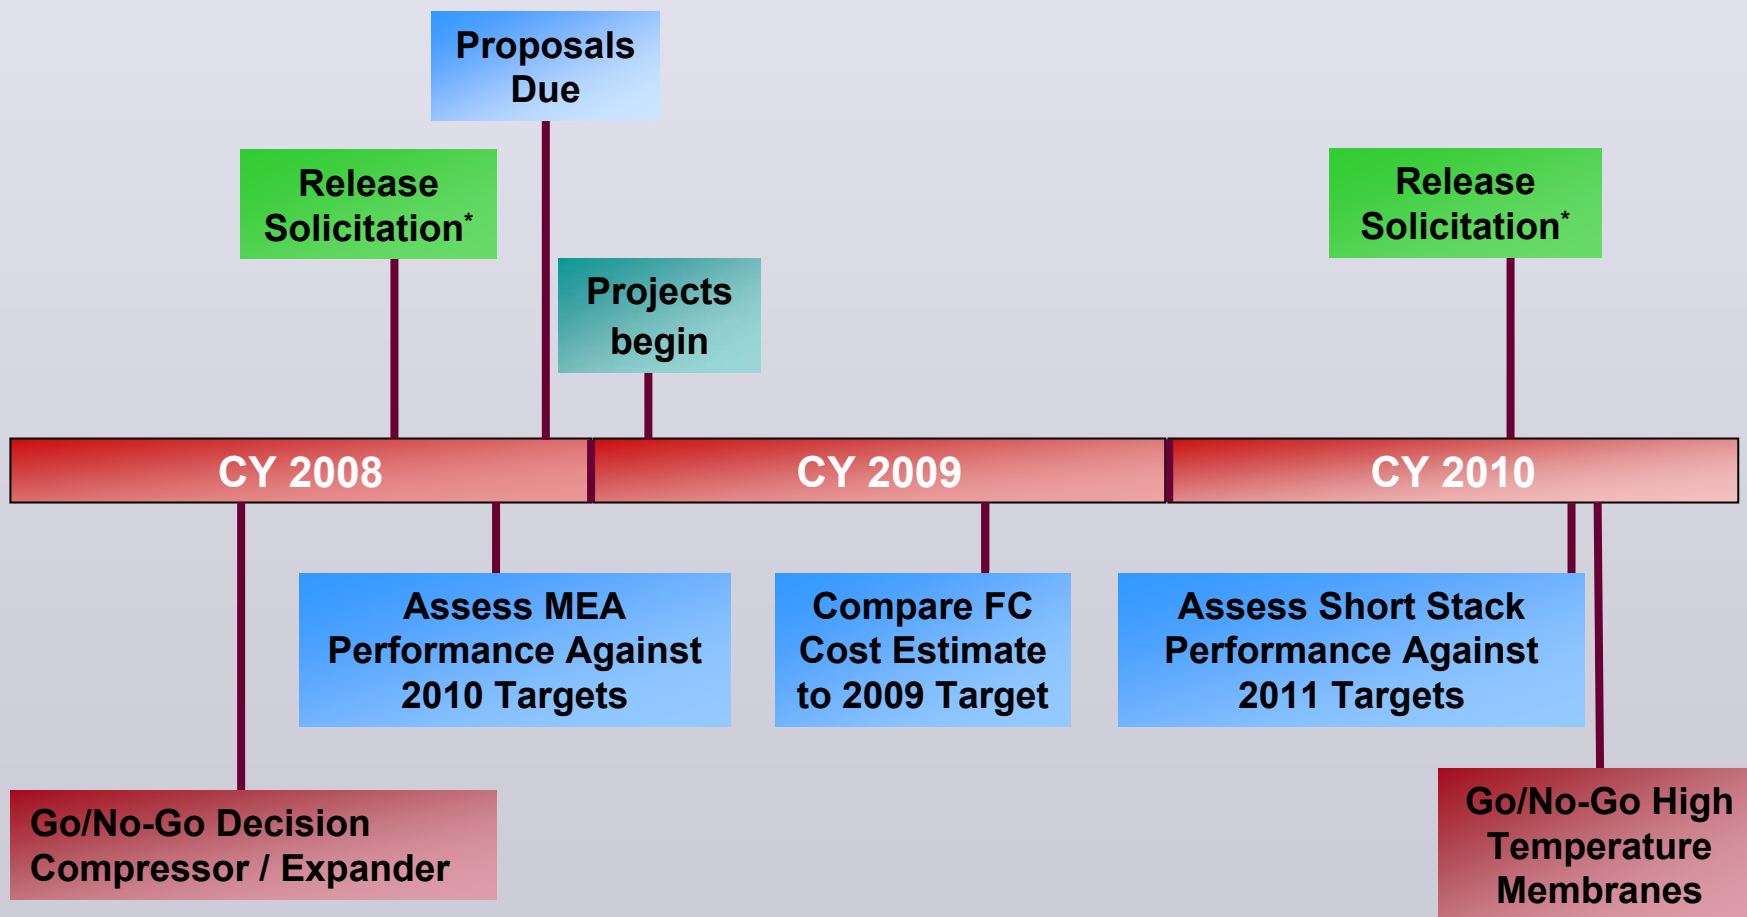 Proposals
Due
Release
Solicitation*
Release
Solicitation*
Projects
begin
CY 2008
CY 2009
CY 2010
Assess MEA
Performance Against
2010 Targets
Compare FC
Cost Estimate
to 2009 Target
Assess Short Stack
Performance Against
2011 Targets
Go/No-Go Decision
Compressor / Expander
Go/No-Go High
Temperature
Membranes